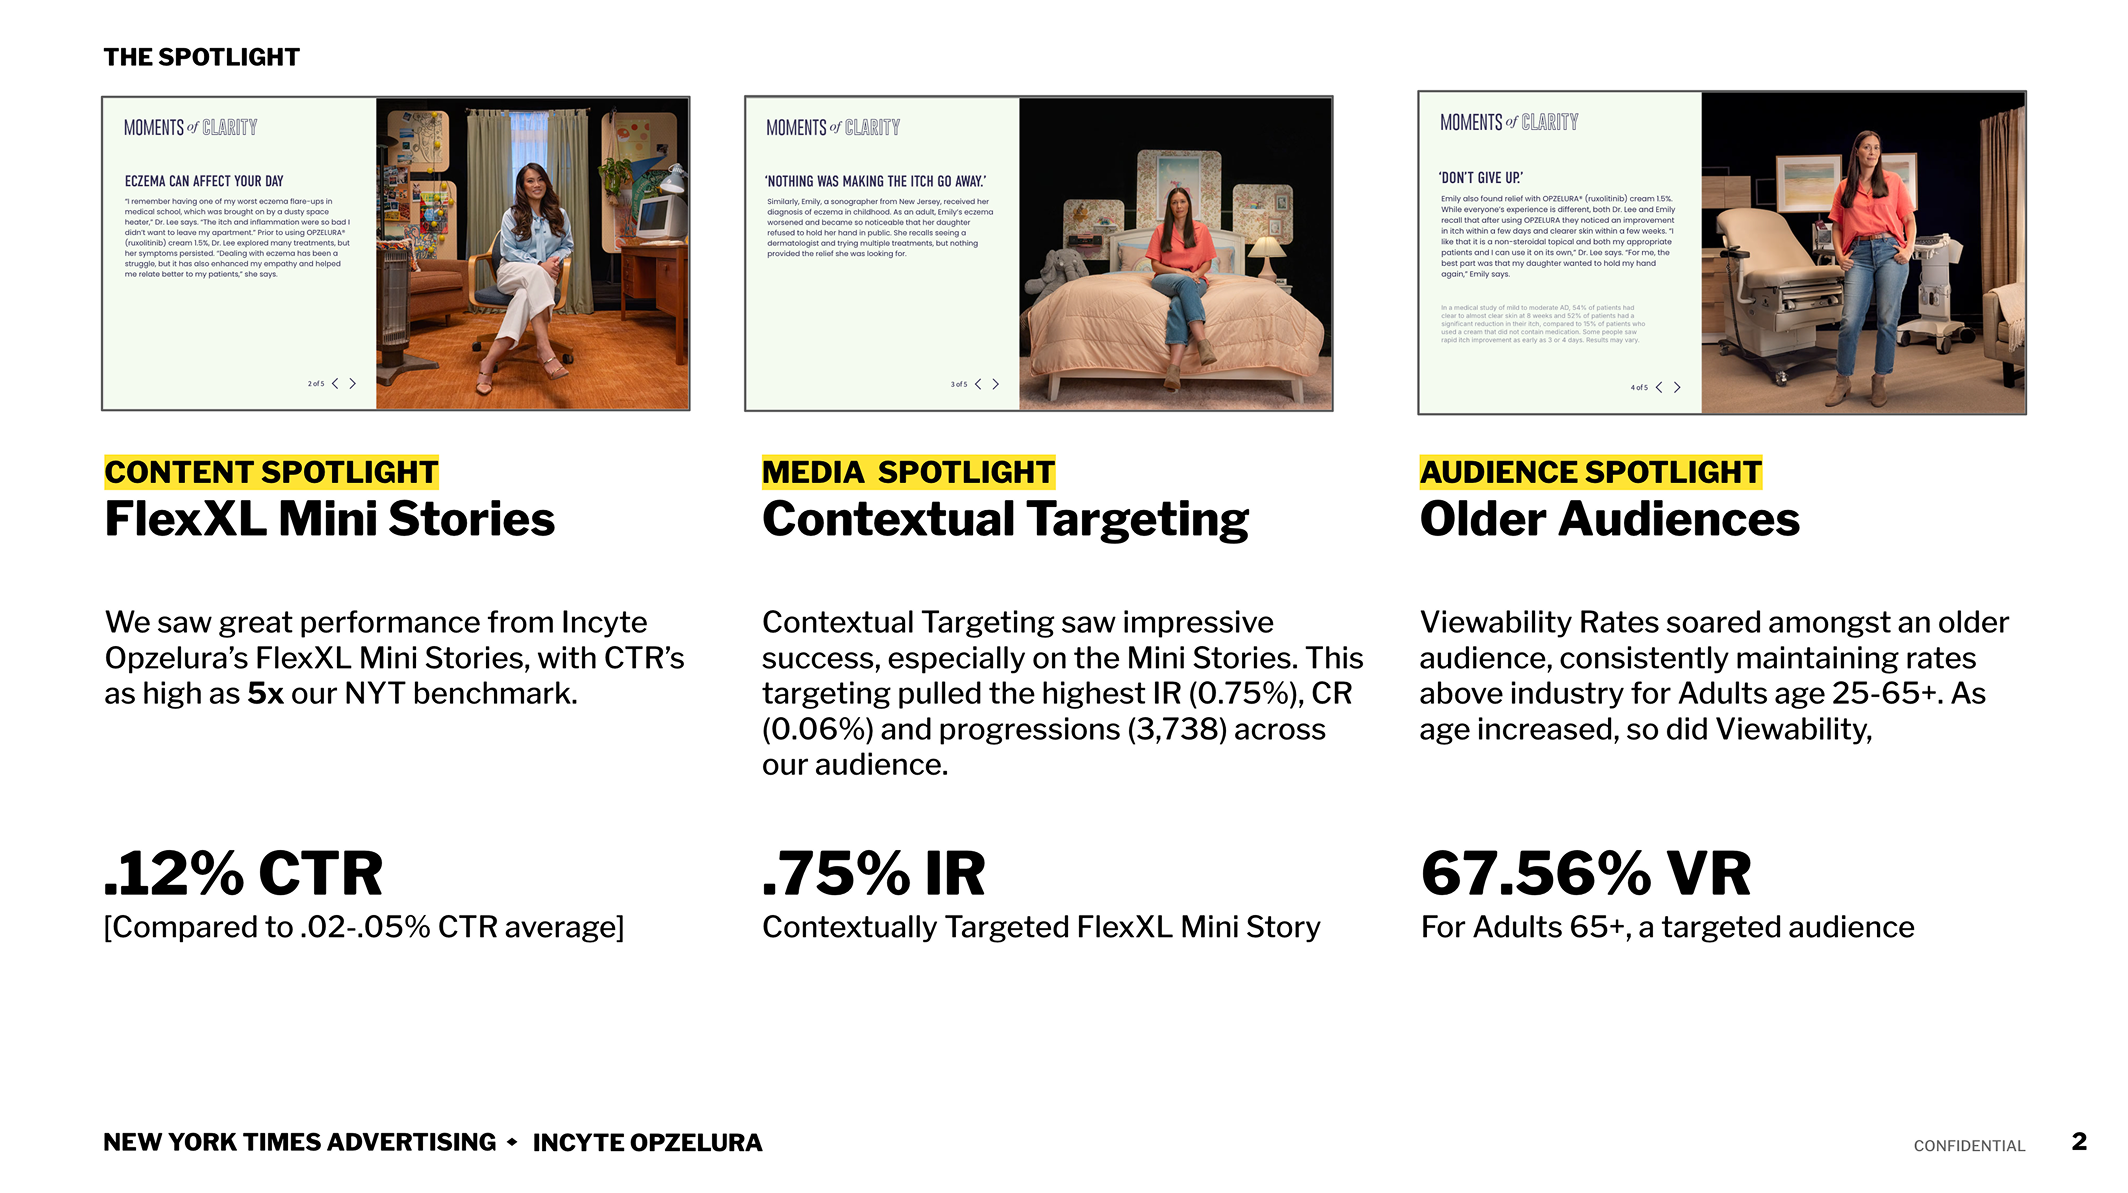 THE SPOTLIGHT
MOMENTS of CLARITY
ECZEMA CAN AFFECT YOUR DAY
"I remember having one of my worst eczema flare-ups in
medical school, which was brought on by a dusty space
heater," Dr. Lee says. "The itch and inflammation were so bad I
didn't want to leave my apartment." Prior to using OPZELURA®
(ruxolitinib) cream 1.5%, Dr. Lee explored many treatments, but
her symptoms persisted. "Dealing with eczema has been a
struggle, but it has also enhanced my empathy and helped
me relate better to my patients," she says.
2 of 5
MOMENTS of CLARITY
'NOTHING WAS MAKING THE ITCH GO AWAY.'
Similarly, Emily, a sonographer from New Jersey, received her
diagnosis of eczema in childhood. As an adult, Emily's eczema
worsened and became so noticeable that her daughter
refused to hold her hand in public. She recalls seeing a
dermatologist and trying multiple treatments, but nothing
provided the relief she was looking for.
3 of 5
MOMENTS of CLARITY
'DON'T GIVE UP.'
Emily also found relief with OPZELURA® (ruxolitinib) cream 1.5%.
While everyone's experience is different, both Dr. Lee and Emily
recall that after using OPZELURA they noticed an improvement
in itch within a few days and clearer skin within a few weeks. "I
like that it is a non-steroidal topical and both my appropriate
patients and I can use it on its own," Dr. Lee says. "For me, the
best part was that my daughter wanted to hold my hand
again," Emily says.
In a medical study of mild to moderate AD, 54% of patients had
clear to almost clear skin at 8 weeks and 52% of patients had a
significant reduction in their itch, compared to 15% of patients who
used a cream that did not contain medication. Some people saw
rapid itch improvement as early as 3 or 4 days. Results may vary.
4 of 5
CONTENT SPOTLIGHT
FlexXL Mini Stories
We saw great performance from Incyte
Opzelura's FlexXL Mini Stories, with CTR's
as high as 5x our NYT benchmark.
.12% CTR
[Compared to .02-.05% CTR average]
MEDIA SPOTLIGHT
Contextual Targeting
Contextual Targeting saw impressive
success, especially on the Mini Stories. This
targeting pulled the highest IR (0.75%), CR
(0.06%) and progressions (3,738) across
our audience.
.75% IR
Contextually Targeted FlexXL Mini Story
AUDIENCE SPOTLIGHT
Older Audiences
Viewability Rates soared amongst an older
audience, consistently maintaining rates
above industry for Adults age 25-65+. As
age increased, so did Viewability,
67.56% VR
For Adults 65+, a targeted audience
NEW YORK TIMES ADVERTISING ◆ INCYTE OPZELURA
CONFIDENTIAL 2